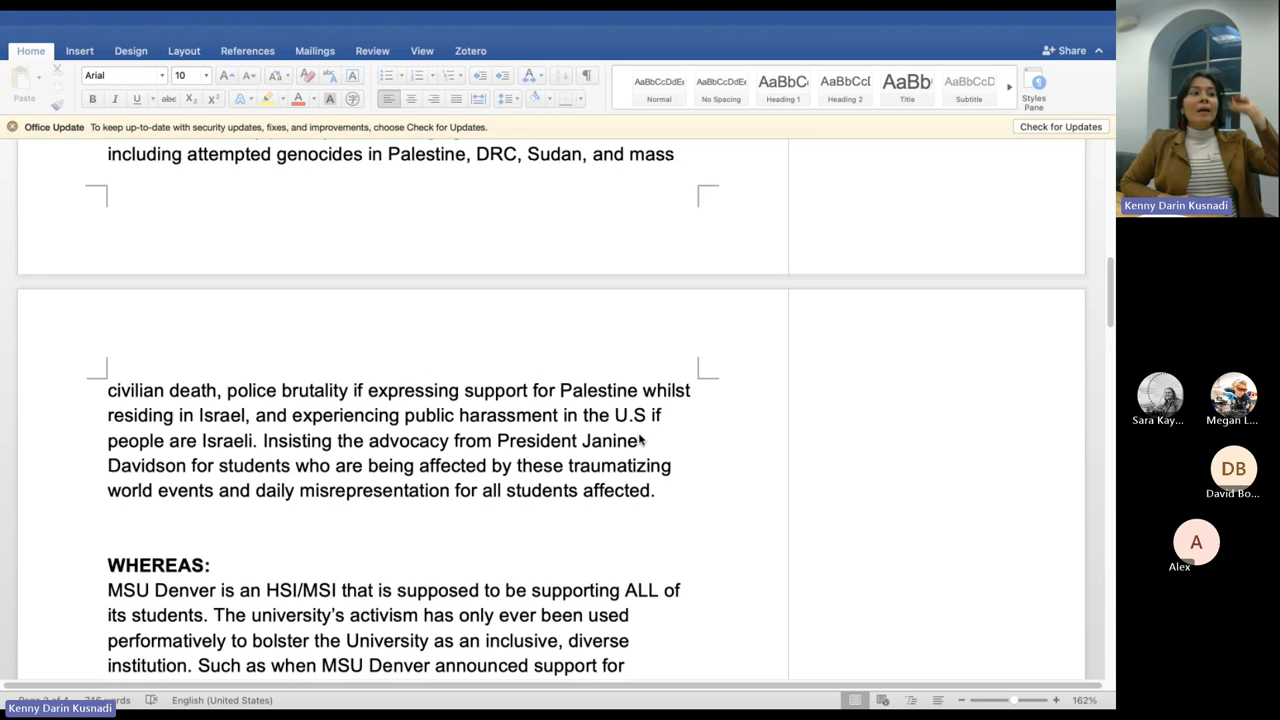 Home Insert Design Layout References Mailings Review View Zotero Share
Arial 10
Paste
AaBbCcDdEe AaBbCcDdEe AaBbC AaBbCcD AaBb AaBbCcD
Normal No Spacing Heading 1 Heading 2 Title Subtitle
Styles
Pane
Office Update To keep up-to-date with security updates, fixes, and improvements, choose Check for Updates. Check for Updates
including attempted genocides in Palestine, DRC, Sudan, and mass
civilian death, police brutality if expressing support for Palestine whilst
residing in Israel, and experiencing public harassment in the U.S if
people are Israeli. Insisting the advocacy from President Janine
Davidson for students who are being affected by these traumatizing
world events and daily misrepresentation for all students affected.
WHEREAS:
MSU Denver is an HSI/MSI that is supposed to be supporting ALL of
its students. The university's activism has only ever been used
performatively to bolster the University as an inclusive, diverse
institution. Such as when MSU Denver announced support for
English (United States) 162%
Kenny Darin Kusnadi
Kenny Darin Kusnadi
Sara Kay... Megan L...
DB
David Bo...
A
Alex